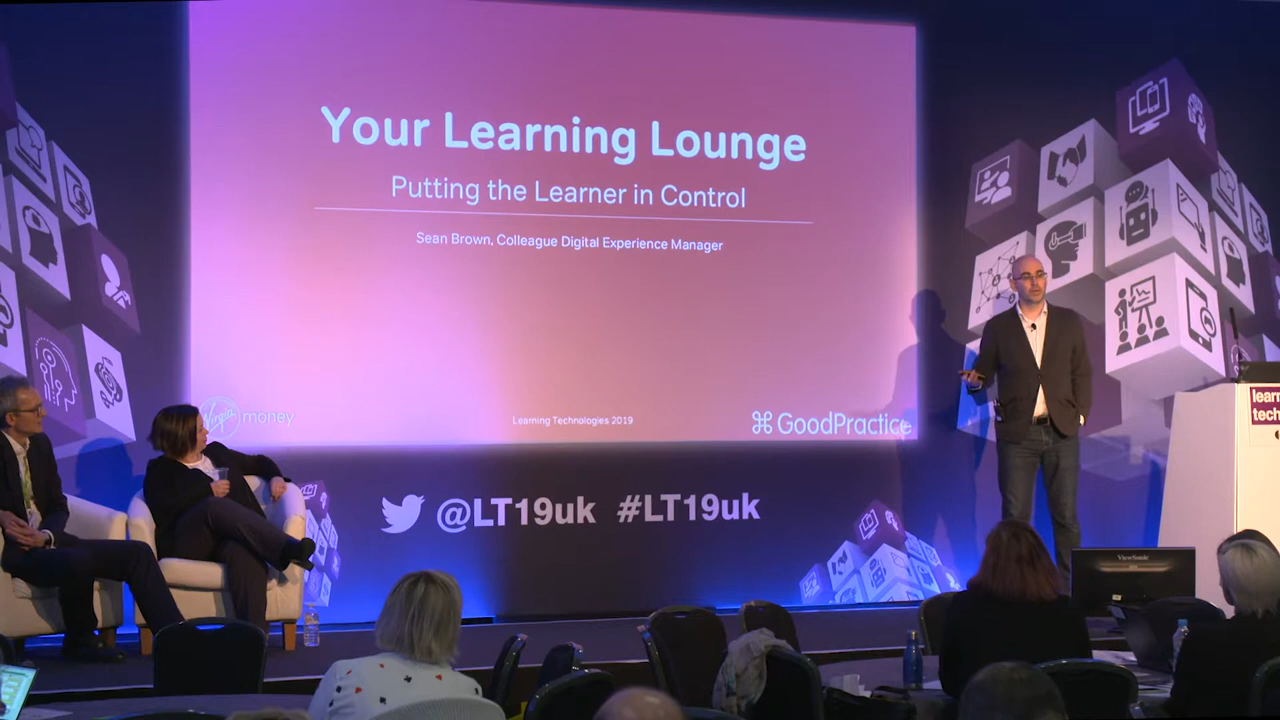 Your Learning Lounge
Putting the Learner in Control
Sean Brown, Colleague Digital Experience Manager
Virgin money
Learning Technologies 2019
GoodPractice
@LT19uk #LT19uk
learn
tech
ViewSonic